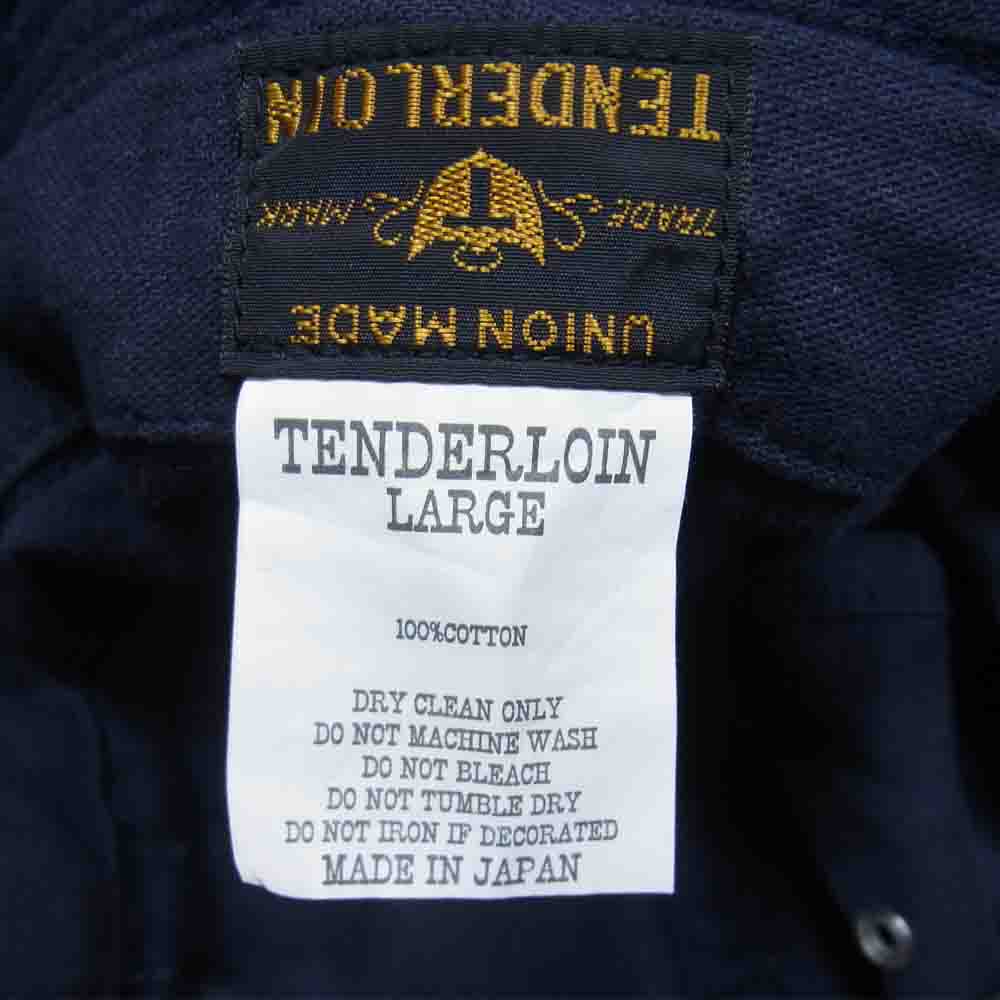 TENDERLOIN
TRADE MARK
T
UNION MADE
TENDERLOIN
LARGE
100%COTTON
DRY CLEAN ONLY
DO NOT MACHINE WASH
DO NOT BLEACH
DO NOT TUMBLE DRY
DO NOT IRON IF DECORATED
MADE IN JAPAN